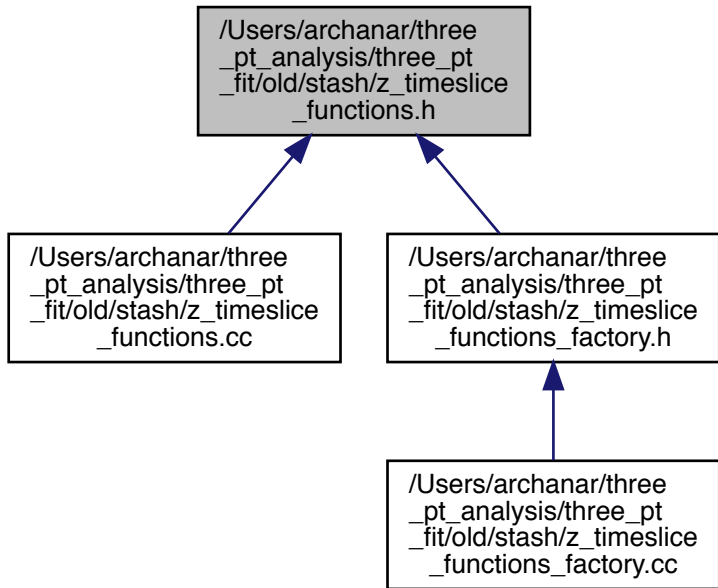 /Users/archanar/three
_pt_analysis/three_pt
_fit/old/stash/z_timeslice
_functions.h
/Users/archanar/three
_pt_analysis/three_pt
_fit/old/stash/z_timeslice
_functions.cc
/Users/archanar/three
_pt_analysis/three_pt
_fit/old/stash/z_timeslice
_functions_factory.h
/Users/archanar/three
_pt_analysis/three_pt
_fit/old/stash/z_timeslice
_functions_factory.cc